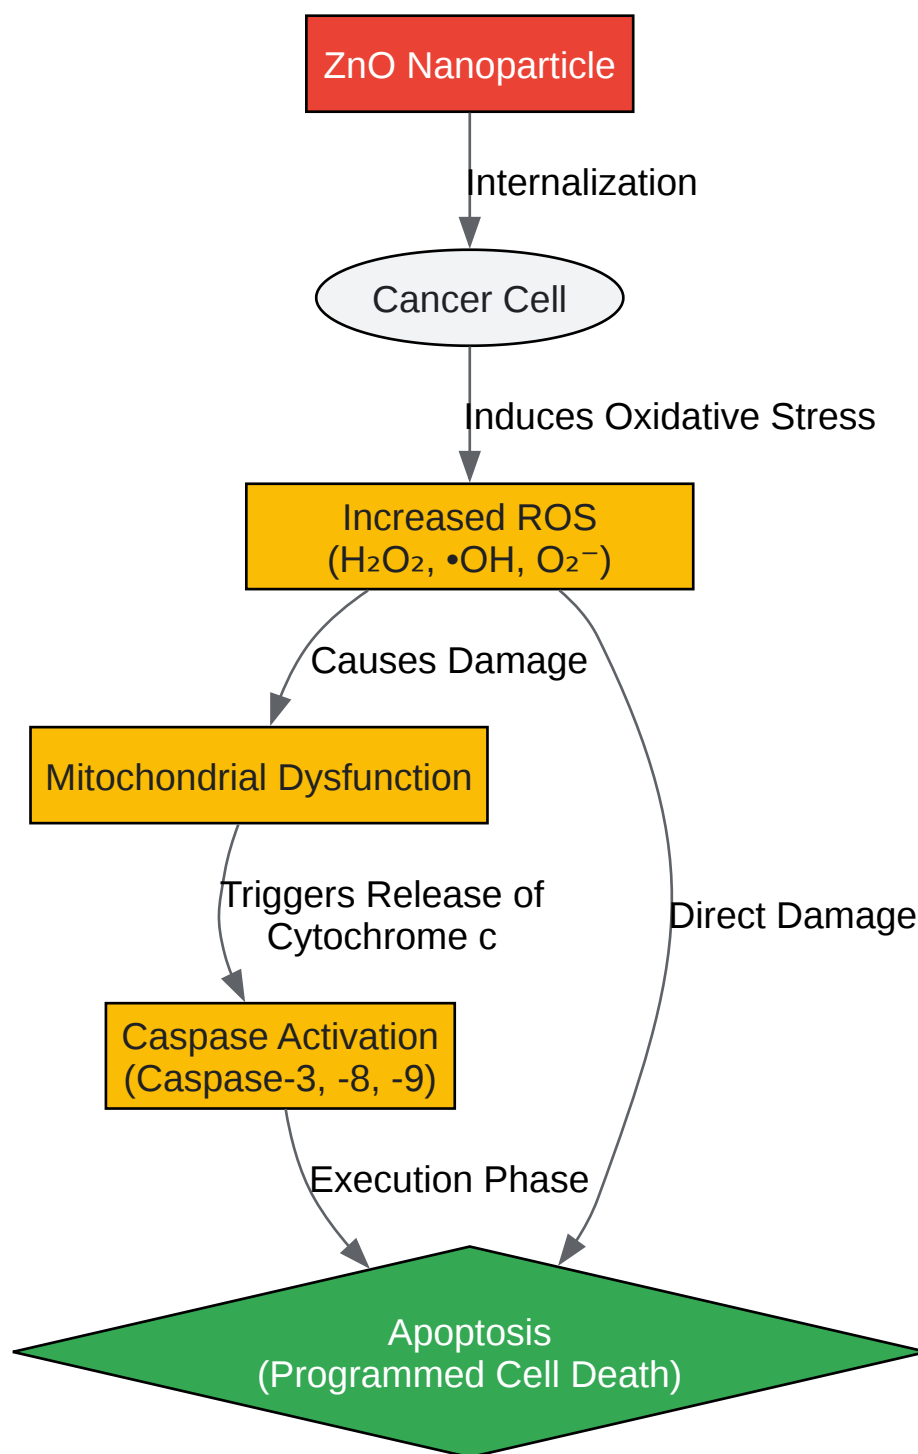 ZnO Nanoparticle
Internalization
Cancer Cell
Induces Oxidative Stress
Increased ROS
(H₂O₂, •OH, O₂⁻)
Causes Damage
Mitochondrial Dysfunction
Triggers Release of
Cytochrome c
Direct Damage
Caspase Activation
(Caspase-3, -8, -9)
Execution Phase
Apoptosis
(Programmed Cell Death)